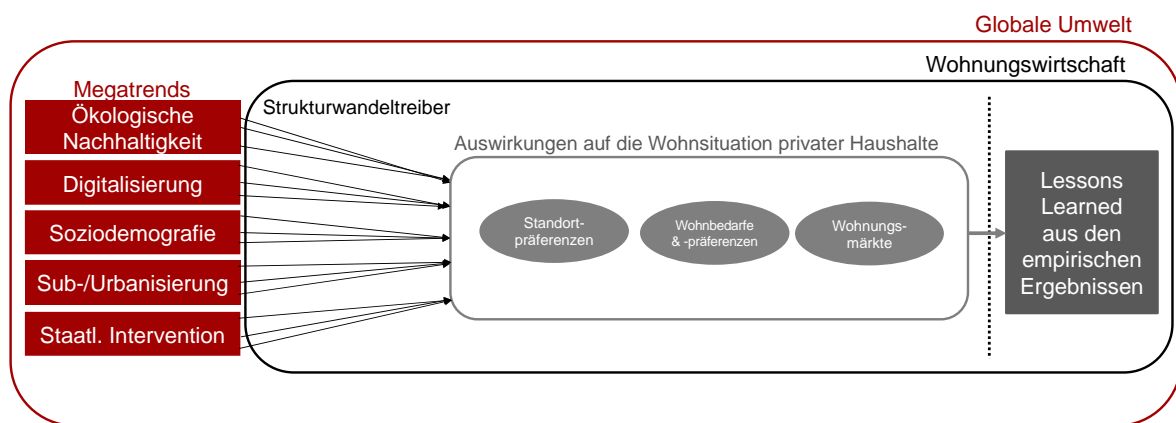 Globale Umwelt
Wohnungswirtschaft
Megatrends
Ökologische
Nachhaltigkeit
Digitalisierung
Soziodemografie
Sub-/Urbanisierung
Staatl. Intervention
Strukturwandeltreiber
Auswirkungen auf die Wohnsituation privater Haushalte
Standort-
präferenzen
Wohnbedarfe
& -präferenzen
Wohnungs-
märkte
Lessons
Learned
aus den
empirischen
Ergebnissen